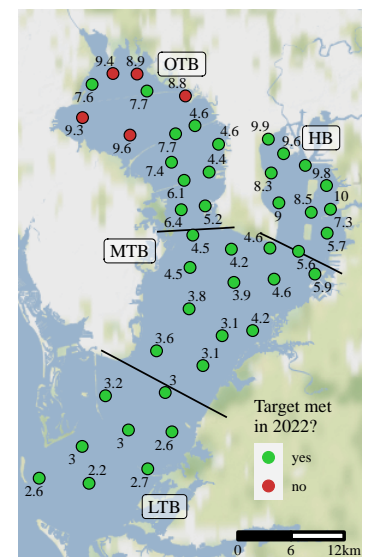 9.4 8.9 OTB
7.6 7.7 8.8
9.3 9.6 4.6
7.7 4.6 9.9 HB
9.6
7.4 4.4 8.3 9.8
6.1 10
6.4 5.2 9 8.5 7.3
MTB 4.5 4.2 4.6 5.6 5.7
4.5 3.9 4.6 5.9
3.8
3.1 4.2
3.6 3.1
3.2 3
Target met
in 2022?
3 2.6
3 yes
2.6 2.2 2.7 no
LTB
0 6 12km